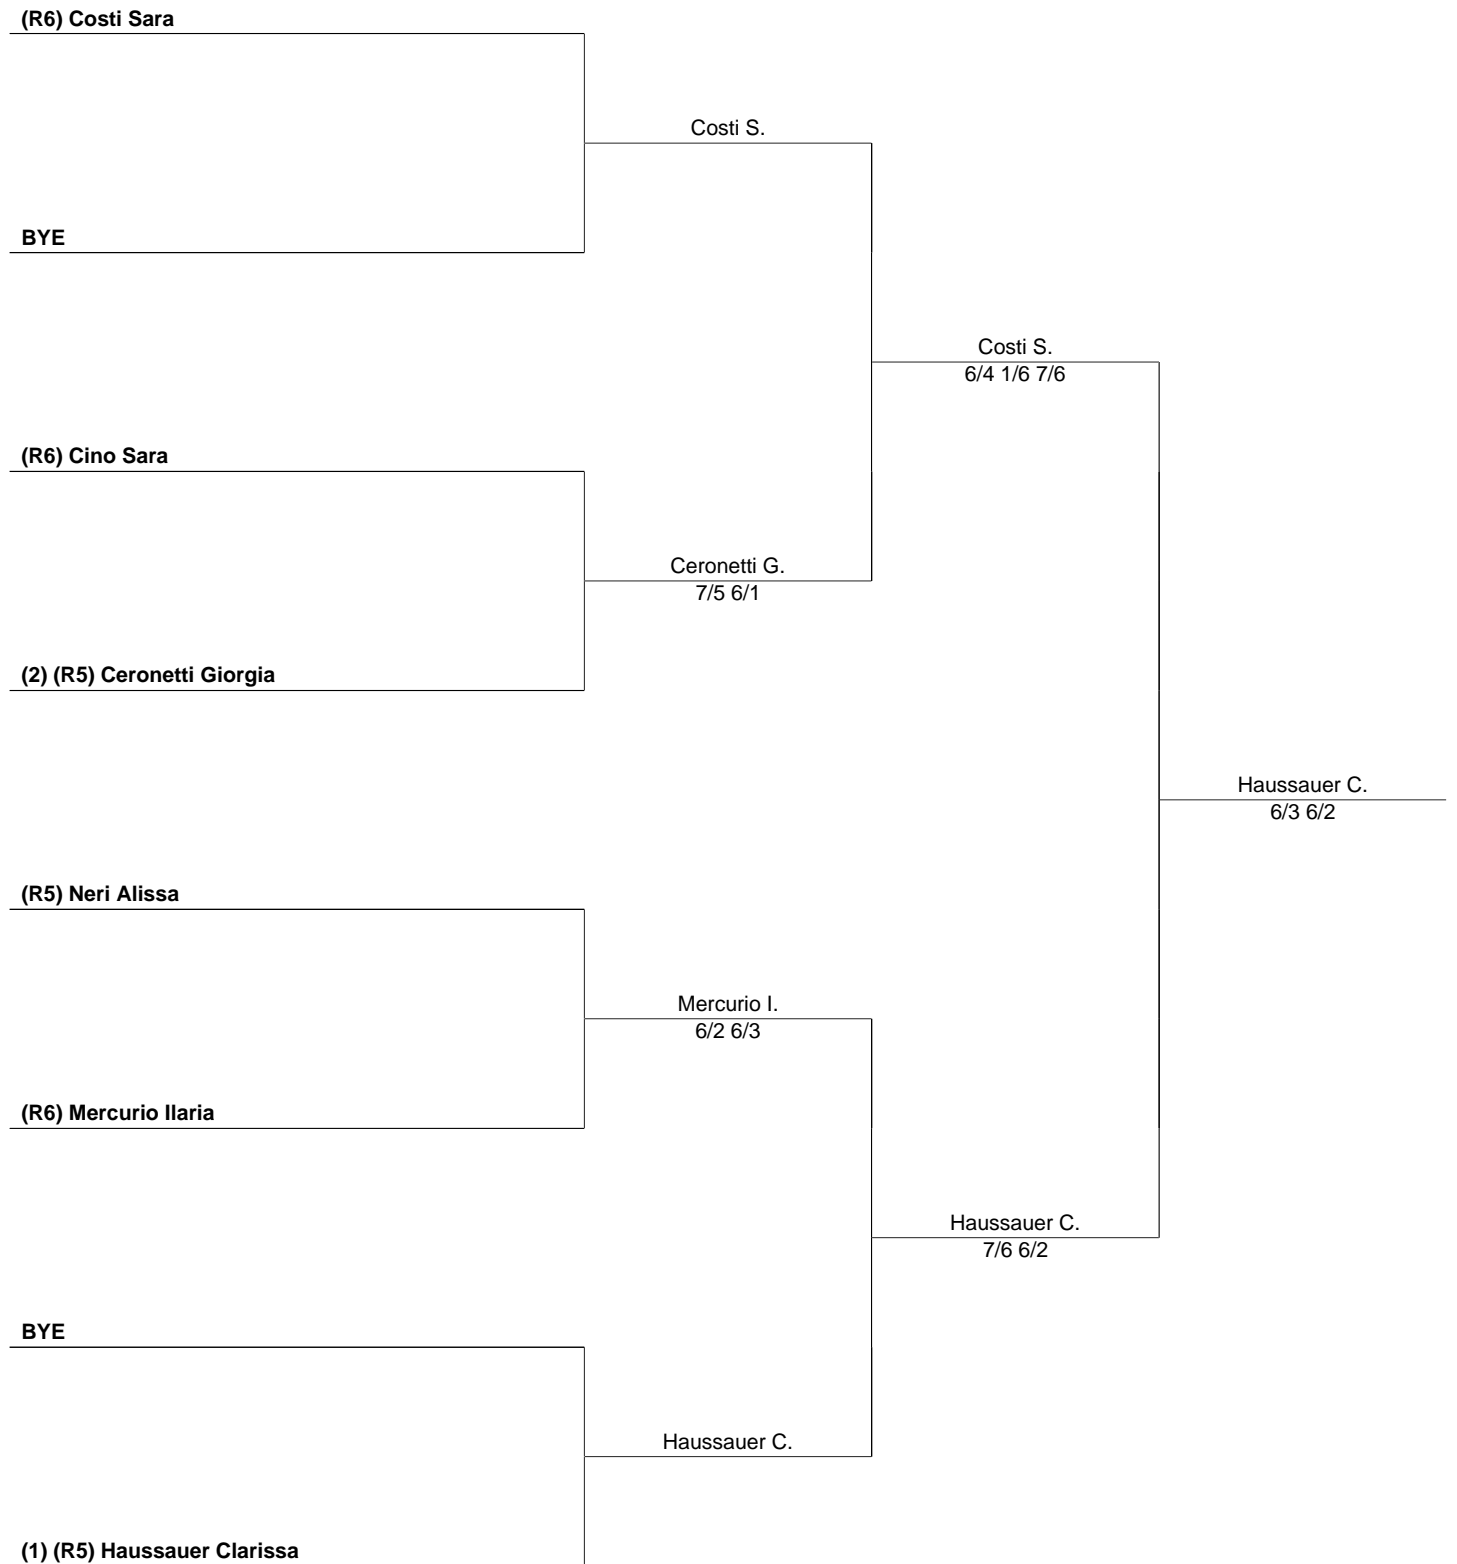 (R6) Costi Sara
Costi S.
BYE
Costi S.
6/4 1/6 7/6
(R6) Cino Sara
Ceronetti G.
7/5 6/1
(2) (R5) Ceronetti Giorgia
Haussauer C.
6/3 6/2
(R5) Neri Alissa
Mercurio I.
6/2 6/3
(R6) Mercurio Ilaria
Haussauer C.
7/6 6/2
BYE
Haussauer C.
(1) (R5) Haussauer Clarissa